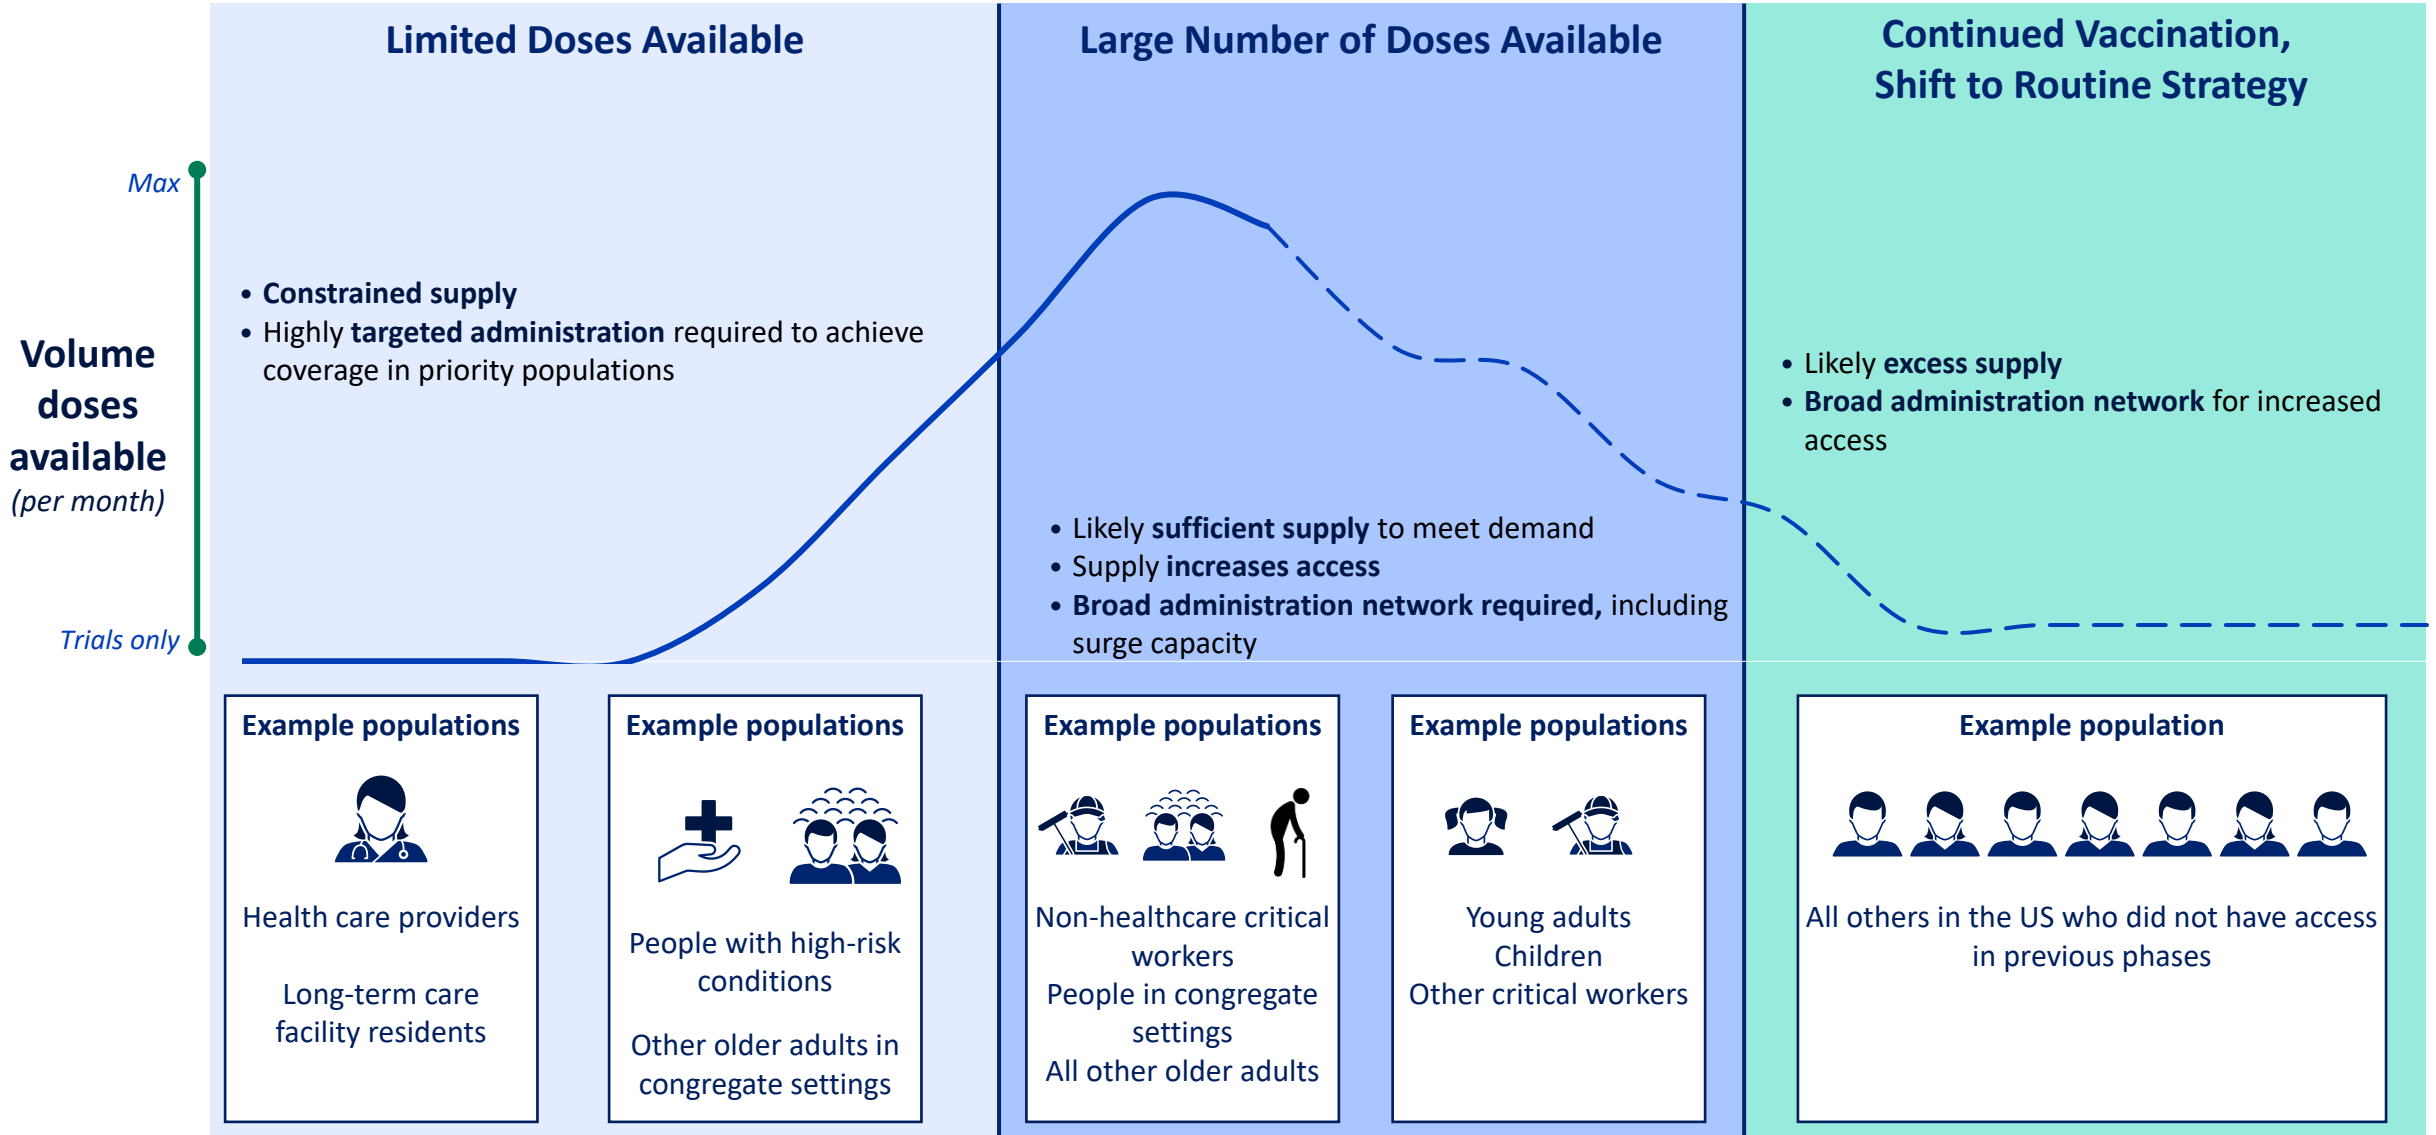 Limited Doses Available
Large Number of Doses Available
Continued Vaccination,
Shift to Routine Strategy
Max
Volume
doses
available
(per month)
Trials only
• Constrained supply
• Highly targeted administration required to achieve
coverage in priority populations
• Likely sufficient supply to meet demand
• Supply increases access
• Broad administration network required, including
surge capacity
• Likely excess supply
• Broad administration network for increased
access
Example populations
Health care providers
Long-term care
facility residents
Example populations
People with high-risk
conditions
Other older adults in
congregate settings
Example populations
Non-healthcare critical
workers
People in congregate
settings
All other older adults
Example populations
Young adults
Children
Other critical workers
Example population
All others in the US who did not have access
in previous phases